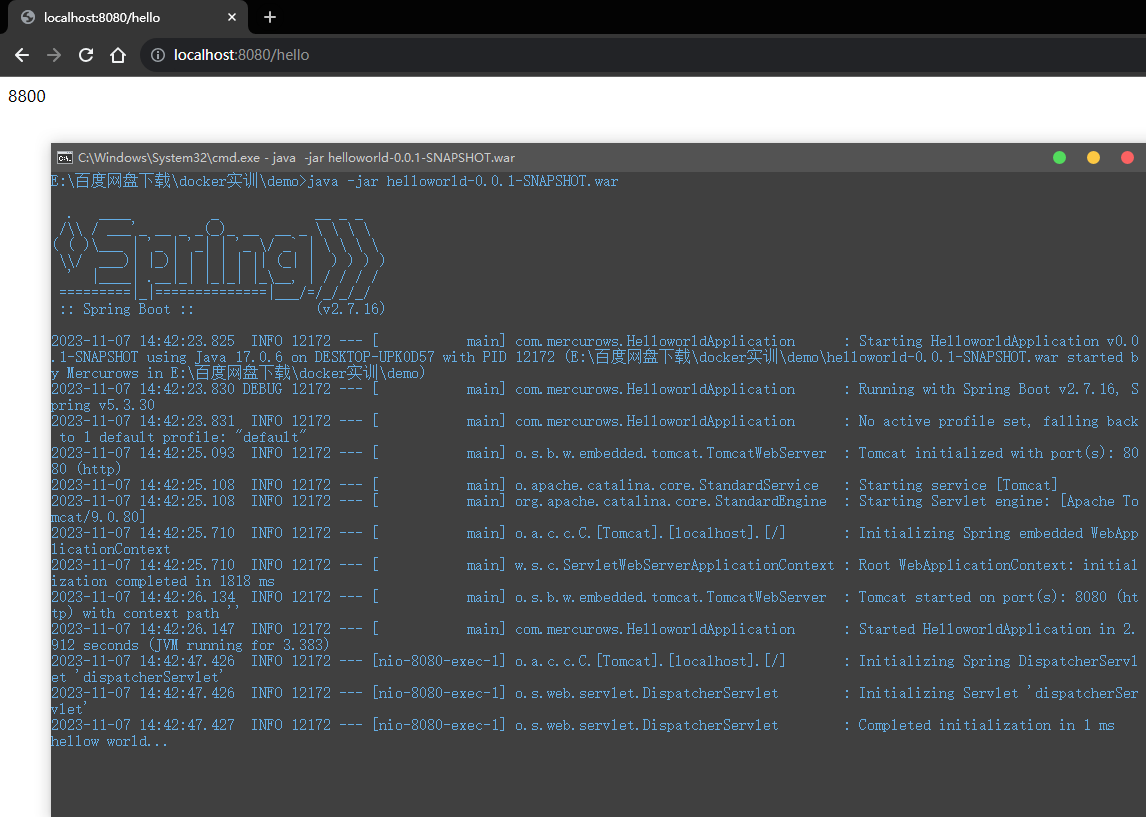 localhost:8080/hello
localhost:8080/hello
8800
C:\Windows\System32\cmd.exe - java  -jar helloworld-0.0.1-SNAPSHOT.war
E:\百度网盘下载\docker实训\demo>java -jar helloworld-0.0.1-SNAPSHOT.war
Spring
:: Spring Boot ::               (v2.7.16)
2023-11-07 14:42:23.825  INFO 12172 --- [           main] com.mercurows.HelloworldApplication      : Starting HelloworldApplication v0.0
.1-SNAPSHOT using Java 17.0.6 on DESKTOP-UPK0D57 with PID 12172 (E:\百度网盘下载\docker实训\demo\helloworld-0.0.1-SNAPSHOT.war started b
y Mercurows in E:\百度网盘下载\docker实训\demo)
2023-11-07 14:42:23.830 DEBUG 12172 --- [           main] com.mercurows.HelloworldApplication      : Running with Spring Boot v2.7.16, S
pring v5.3.30
2023-11-07 14:42:23.831  INFO 12172 --- [           main] com.mercurows.HelloworldApplication      : No active profile set, falling back
 to 1 default profile: "default"
2023-11-07 14:42:25.093  INFO 12172 --- [           main] o.s.b.w.embedded.tomcat.TomcatWebServer  : Tomcat initialized with port(s): 80
80 (http)
2023-11-07 14:42:25.108  INFO 12172 --- [           main] o.apache.catalina.core.StandardService   : Starting service [Tomcat]
2023-11-07 14:42:25.108  INFO 12172 --- [           main] org.apache.catalina.core.StandardEngine  : Starting Servlet engine: [Apache To
mcat/9.0.80]
2023-11-07 14:42:25.710  INFO 12172 --- [           main] o.a.c.c.C.[Tomcat].[localhost].[/]       : Initializing Spring embedded WebApp
licationContext
2023-11-07 14:42:25.710  INFO 12172 --- [           main] w.s.c.ServletWebServerApplicationContext : Root WebApplicationContext: initial
ization completed in 1818 ms
2023-11-07 14:42:26.134  INFO 12172 --- [           main] o.s.b.w.embedded.tomcat.TomcatWebServer  : Tomcat started on port(s): 8080 (ht
tp) with context path ''
2023-11-07 14:42:26.147  INFO 12172 --- [           main] com.mercurows.HelloworldApplication      : Started HelloworldApplication in 2.
912 seconds (JVM running for 3.383)
2023-11-07 14:42:47.426  INFO 12172 --- [nio-8080-exec-1] o.a.c.c.C.[Tomcat].[localhost].[/]       : Initializing Spring DispatcherServl
et 'dispatcherServlet'
2023-11-07 14:42:47.426  INFO 12172 --- [nio-8080-exec-1] o.s.web.servlet.DispatcherServlet        : Initializing Servlet 'dispatcherSer
vlet'
2023-11-07 14:42:47.427  INFO 12172 --- [nio-8080-exec-1] o.s.web.servlet.DispatcherServlet        : Completed initialization in 1 ms
hellow world...